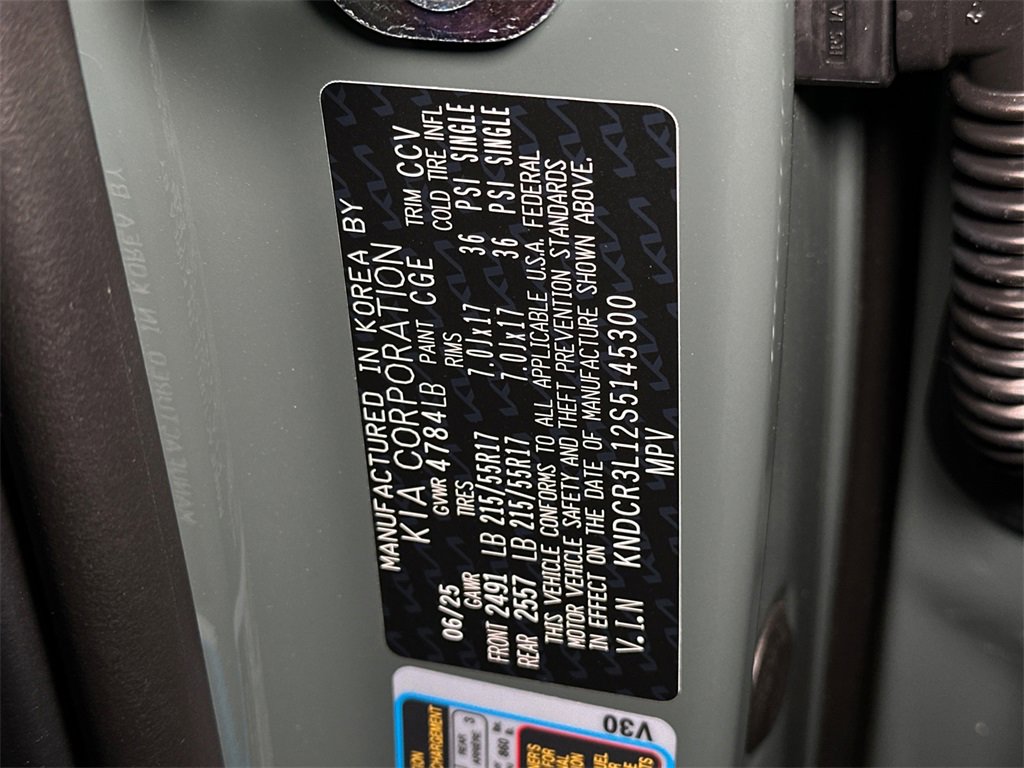 MANUFACTURED IN KOREA BY
KIA CORPORATION
06/25 GVWR 4784LB PAINT CGE TRIM CCV
GAWR TIRES RIMS COLD TIRE INFL
FRONT 2491 LB 215/55R17 7.0Jx17 36 PSI SINGLE
REAR 2557 LB 215/55R17 7.0Jx17 36 PSI SINGLE
THIS VEHICLE CONFORMS TO ALL APPLICABLE U.S.A. FEDERAL
MOTOR VEHICLE SAFETY AND THEFT PREVENTION STANDARDS
IN EFFECT ON THE DATE OF MANUFACTURE SHOWN ABOVE.
V.I.N KNDCR3L12S5145300
MPV
V30
REAR
3
860